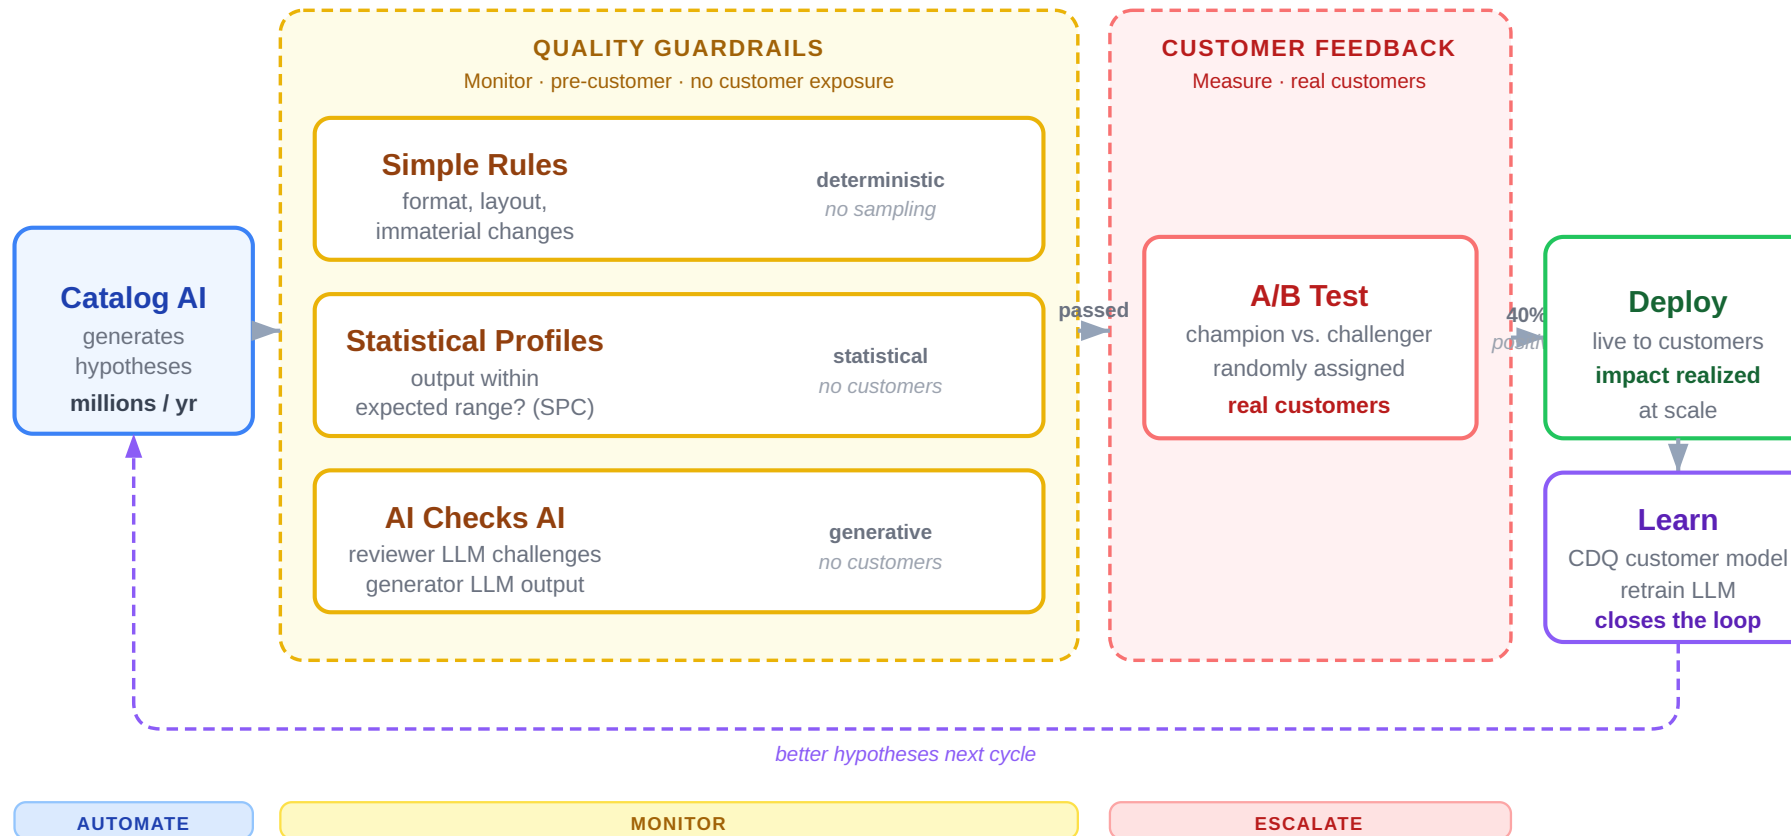 QUALITY GUARDRAILS
Monitor · pre-customer · no customer exposure
CUSTOMER FEEDBACK
Measure · real customers
Catalog AI
generates
hypotheses
millions / yr
Simple Rules
format, layout,
immaterial changes
deterministic
no sampling
Statistical Profiles
output within
expected range? (SPC)
statistical
no customers
AI Checks AI
reviewer LLM challenges
generator LLM output
generative
no customers
passed
A/B Test
champion vs. challenger
randomly assigned
real customers
40%
Deploy
live to customers
impact realized
at scale
Learn
CDQ customer model
retrain LLM
closes the loop
better hypotheses next cycle
AUTOMATE
MONITOR
ESCALATE